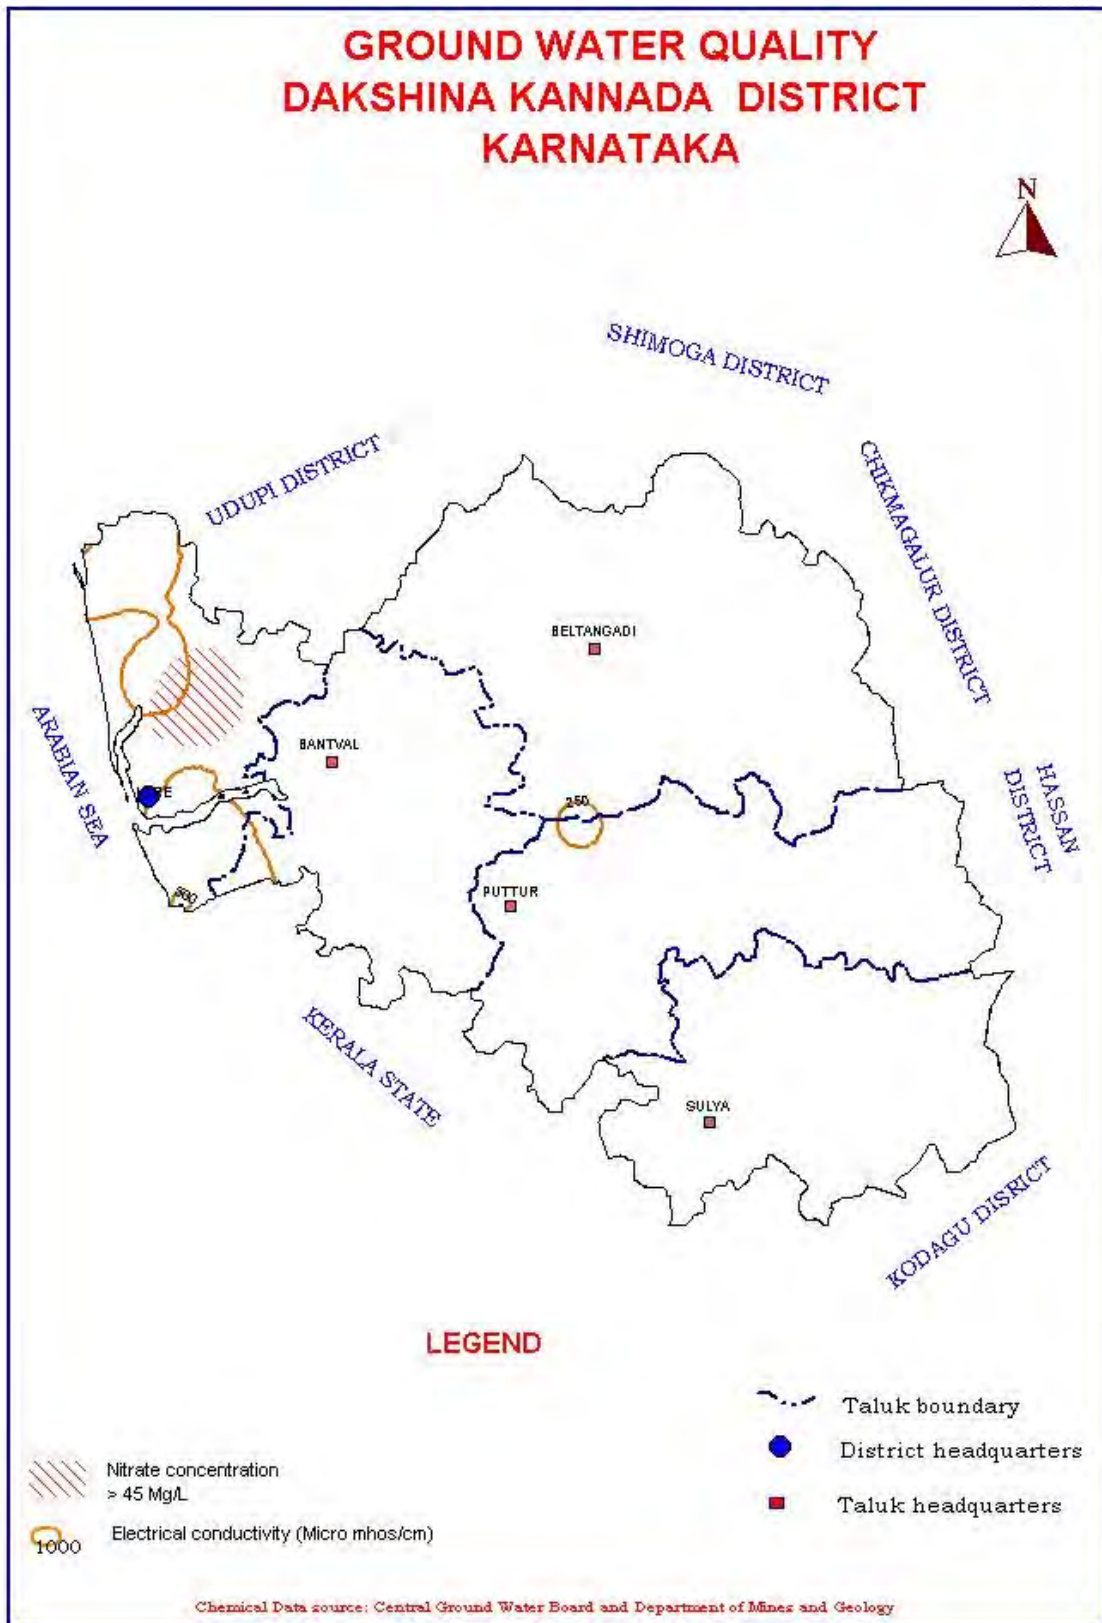 GROUND WATER QUALITY
DAKSHINA KANNADA DISTRICT
KARNATAKA
N
SHIMOGA DISTRICT
UDUPI DISTRICT
CHIKMAGALUR DISTRICT
BELTANGADI
ARABIAN SEA
BANTVAL
HASSAN
DISTRICT
250
PUTTUR
500
KERALA STATE
SULYA
KODAGU DISRICT
LEGEND
Taluk boundary
District headquarters
Nitrate concentration
> 45 Mg/L
Taluk headquarters
Electrical conductivity (Micro mhos/cm)
1000
Chemical Data source: Central Ground Water Board and Department of Mines and Geology